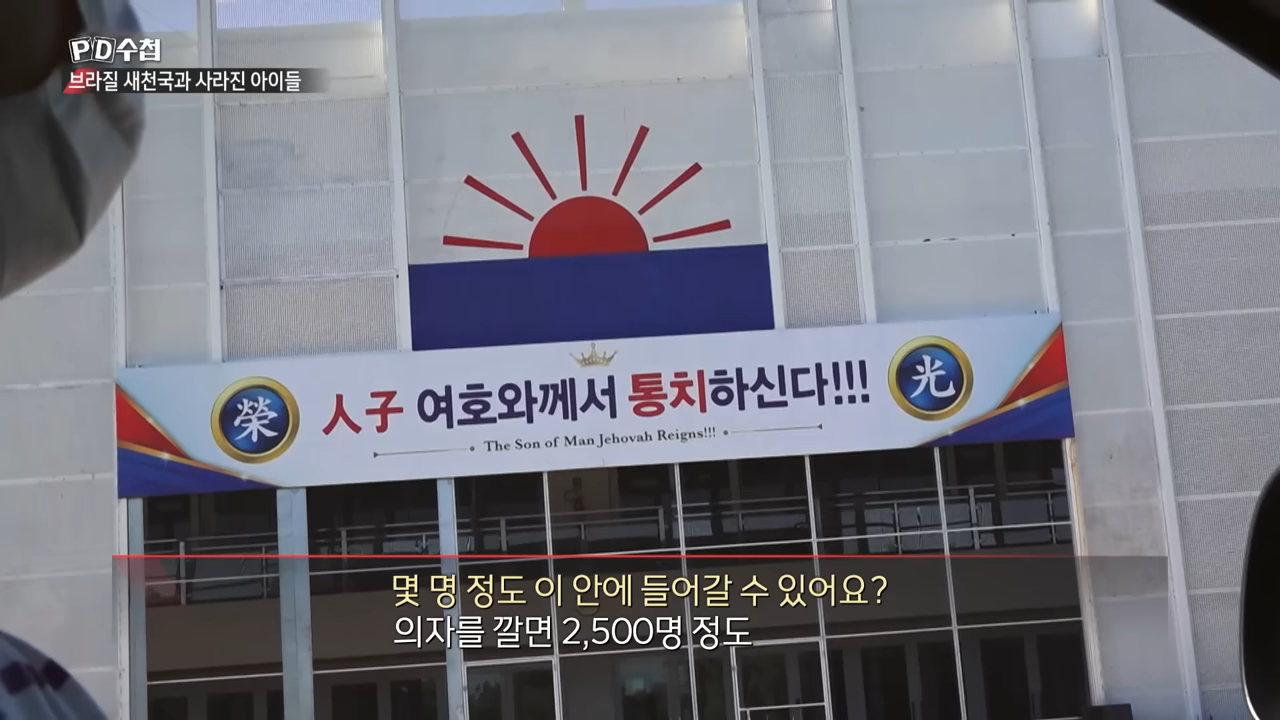 PD수첩
브라질 새천국과 사라진 아이들
榮 人子 여호와께서 통치하신다!!! 光
The Son of Man Jehovah Reigns!!!
몇 명 정도 이 안에 들어갈 수 있어요?
의자를 깔면 2,500명 정도